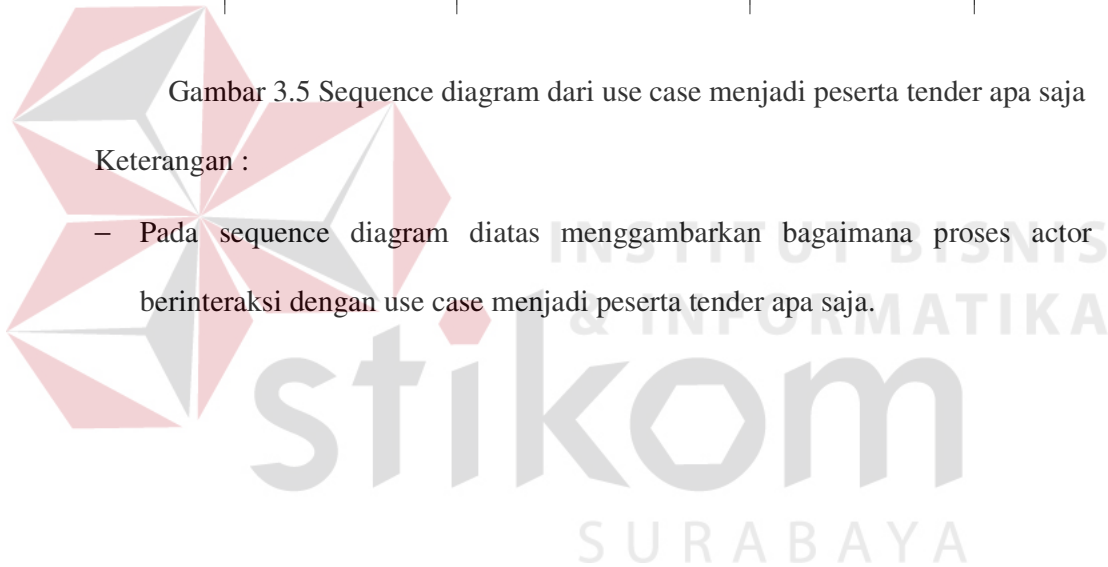 Gambar 3.5 Sequence diagram dari use case menjadi peserta tender apa saja
Keterangan :
– Pada sequence diagram diatas menggambarkan bagaimana proses actor
berinteraksi dengan use case menjadi peserta tender apa saja.
INSTITUT BISNIS
& INFORMATIKA
stikom
SURABAYA